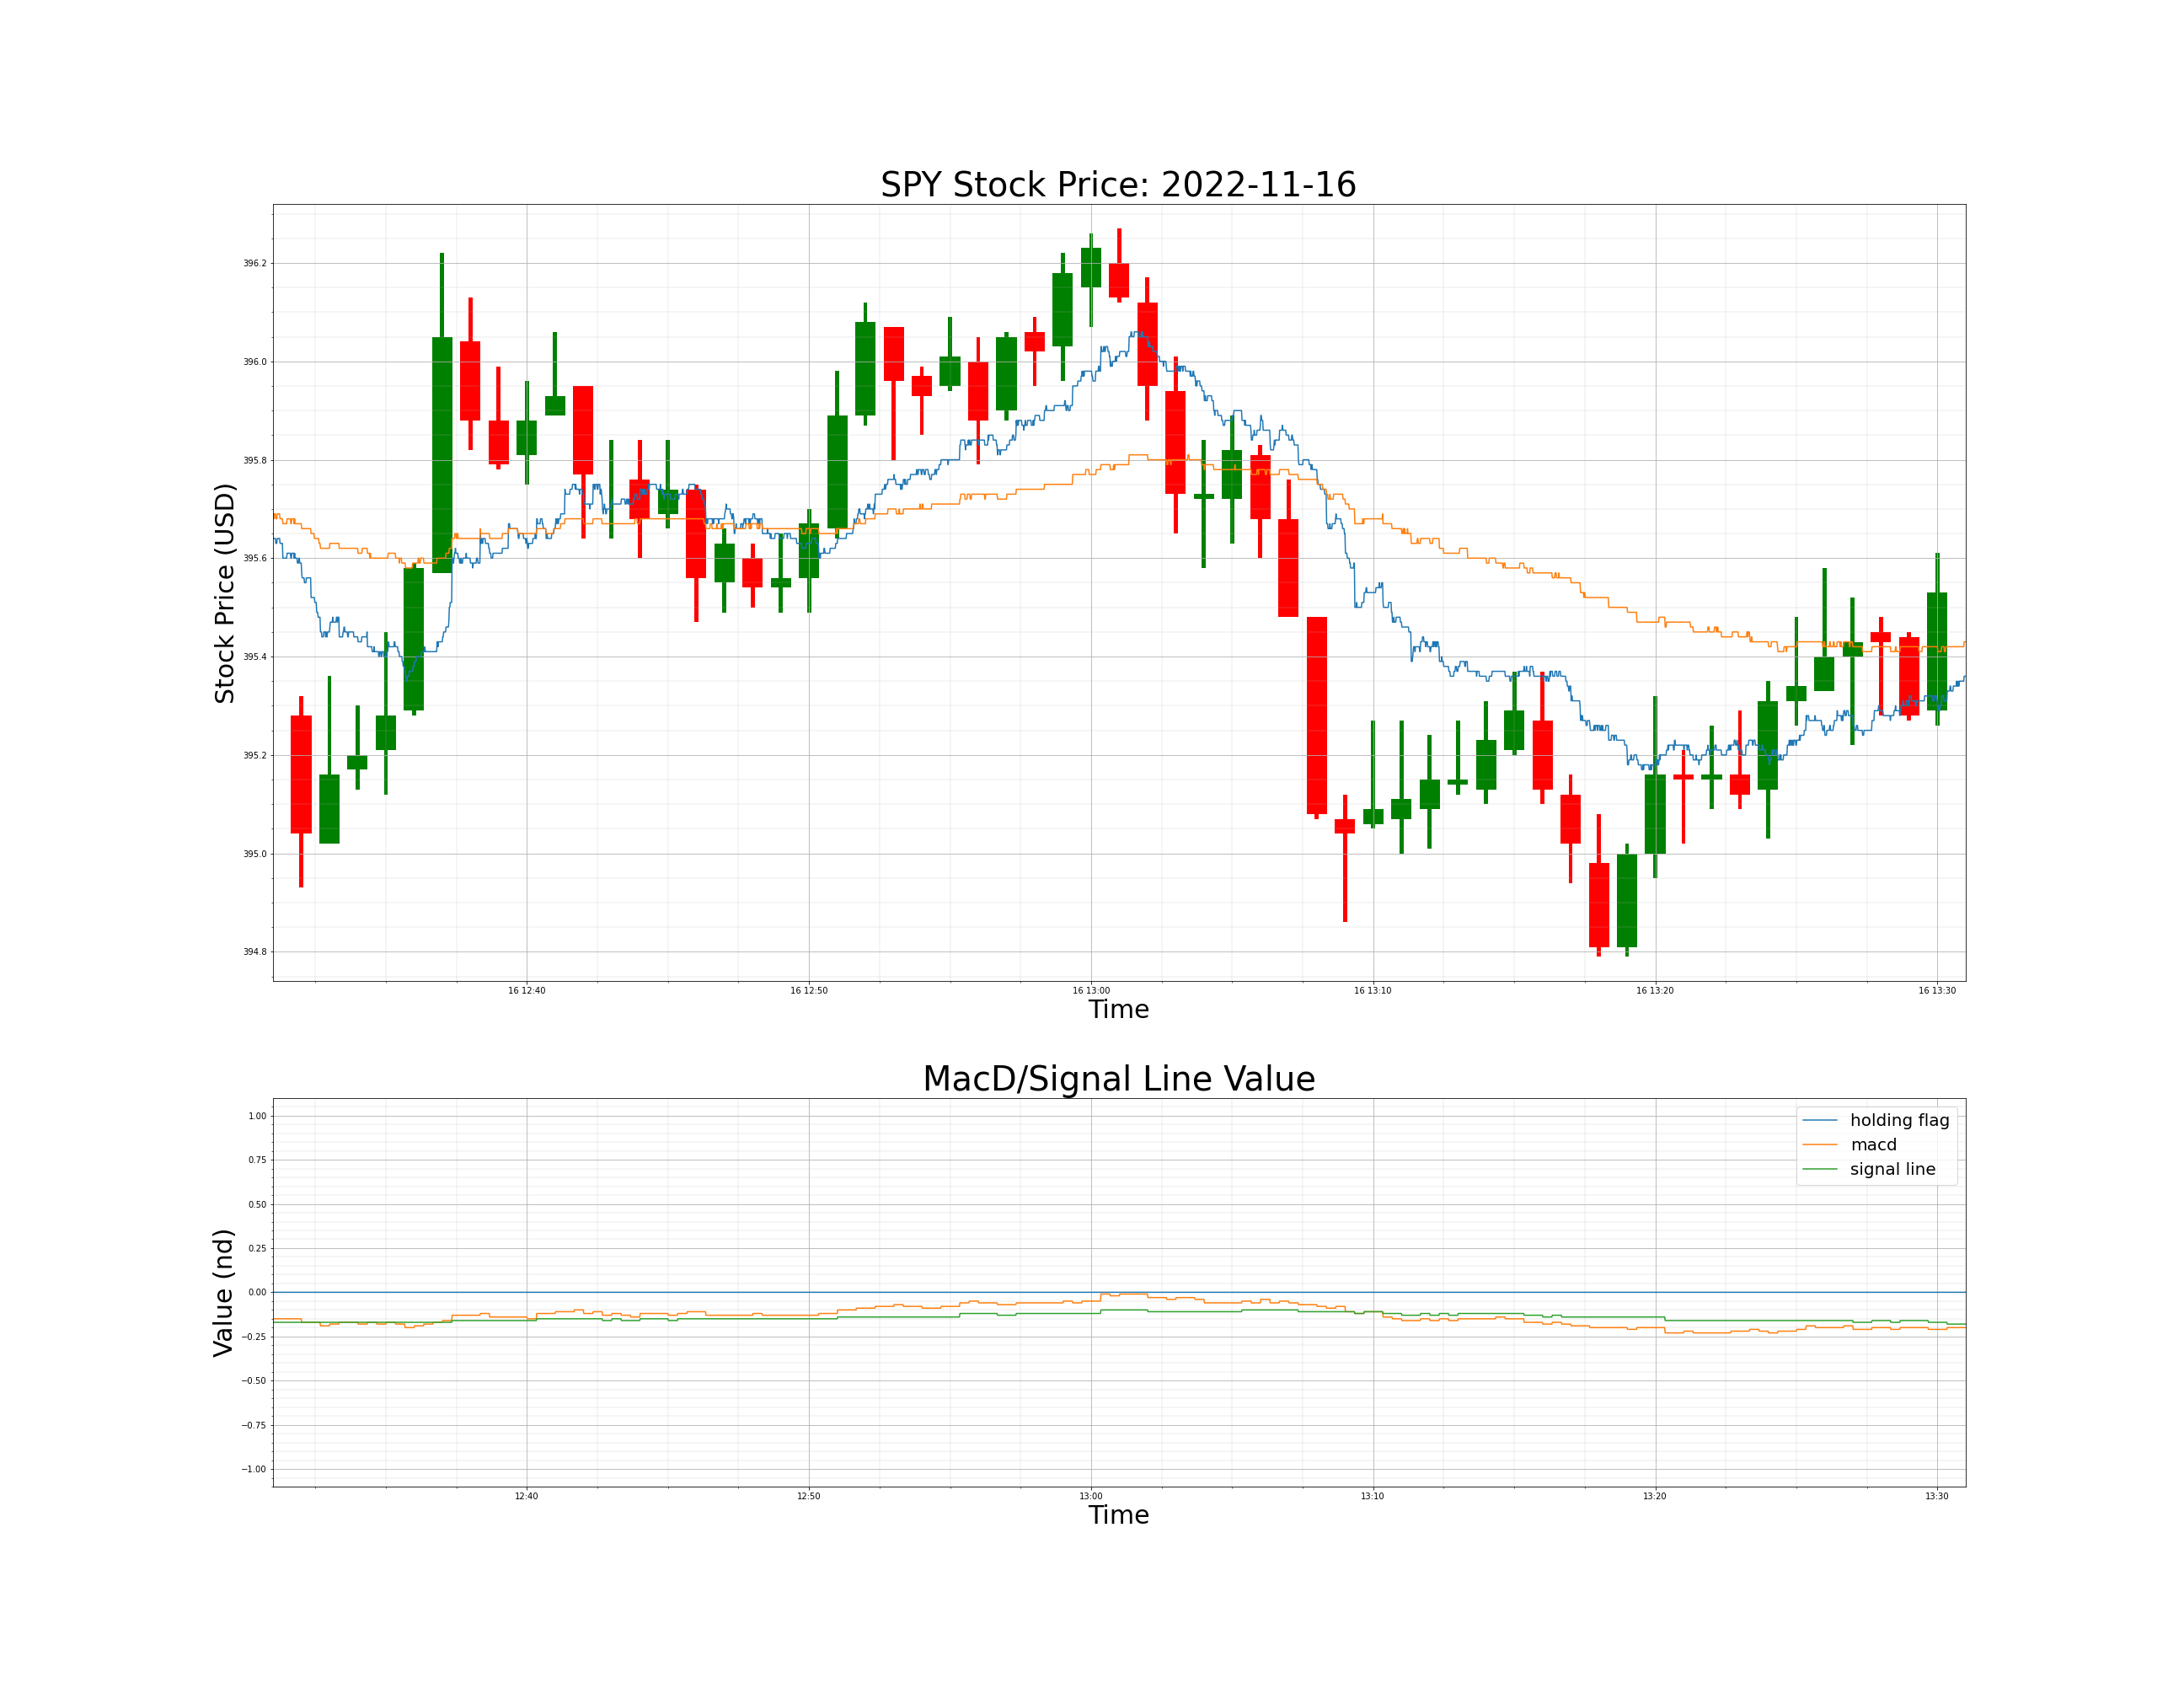 SPY Stock Price: 2022-11-16
Stock Price (USD)
396.2
396.0
395.8
395.6
395.4
395.2
395.0
394.8
16 12:40 16 12:50 16 13:00 16 13:10 16 13:20 16 13:30
Time
MacD/Signal Line Value
Value (nd)
1.00
0.75
0.50
0.25
0.00
−0.25
−0.50
−0.75
−1.00
holding flag
macd
signal line
12:40 12:50 13:00 13:10 13:20 13:30
Time